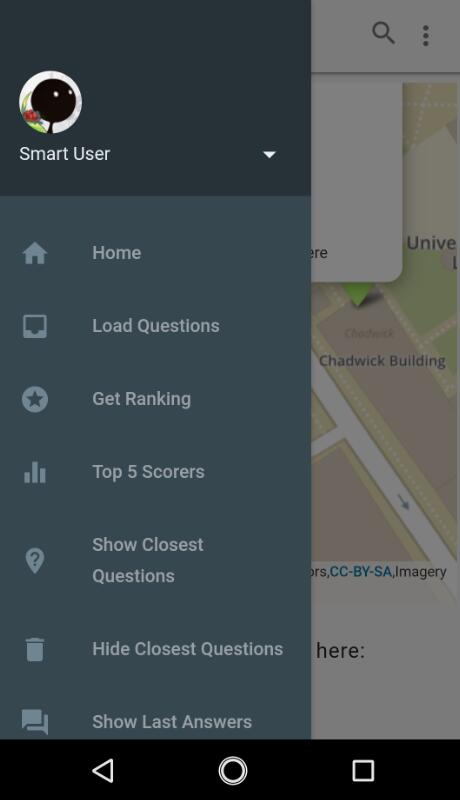 Smart User
Home
Load Questions
Get Ranking
Top 5 Scorers
Show Closest
Questions
Hide Closest Questions
Show Last Answers
ere
Unive
L
Chadwick
Chadwick Building
ors,CC-BY-SA,Imagery
here: